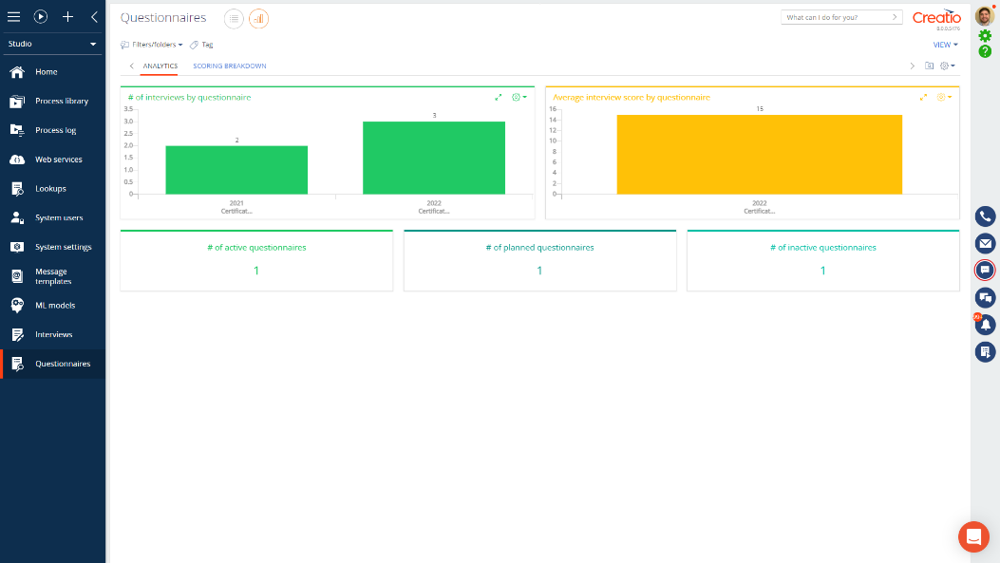 Questionnaires
What can I do for you?
Creatio
8.0.0.5476
Studio
Filters/folders
Tag
VIEW
ANALYTICS
SCORING BREAKDOWN
Home
Process library
Process log
Web services
Lookups
System users
System settings
Message
templates
ML models
Interviews
Questionnaires
# of interviews by questionnaire
3.5
3.0
2.5
2.0
1.5
1.0
0.5
0
2
3
2021
Certificat...
2022
Certificat...
Average interview score by questionnaire
16
14
12
10
8
6
4
2
0
15
2022
Certificat...
# of active questionnaires
1
# of planned questionnaires
1
# of inactive questionnaires
1